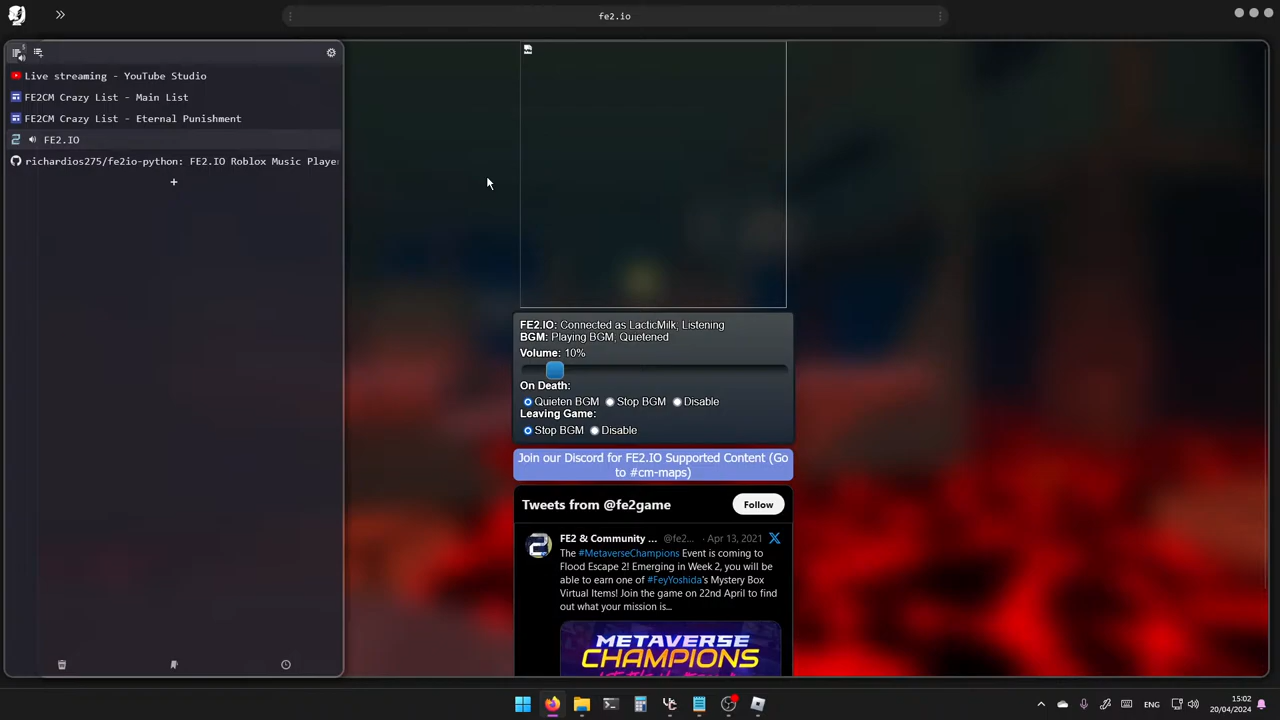 fe2.io
5
Live streaming - YouTube Studio
FE2CM Crazy List - Main List
FE2CM Crazy List - Eternal Punishment
FE2.IO
richardios275/fe2io-python: FE2.IO Roblox Music Player
FE2.IO: Connected as LacticMilk, Listening
BGM: Playing BGM, Quietened
Volume: 10%
On Death:
Quieten BGM Stop BGM Disable
Leaving Game:
Stop BGM Disable
Join our Discord for FE2.IO Supported Content (Go
to #cm-maps)
Tweets from @fe2game
Follow
FE2 & Community ... @fe2... · Apr 13, 2021
The #MetaverseChampions Event is coming to
Flood Escape 2! Emerging in Week 2, you will be
able to earn one of #FeyYoshida's Mystery Box
Virtual Items! Join the game on 22nd April to find
out what your mission is...
METAVERSE
CHAMPIONS
ENG
15:02
20/04/2024